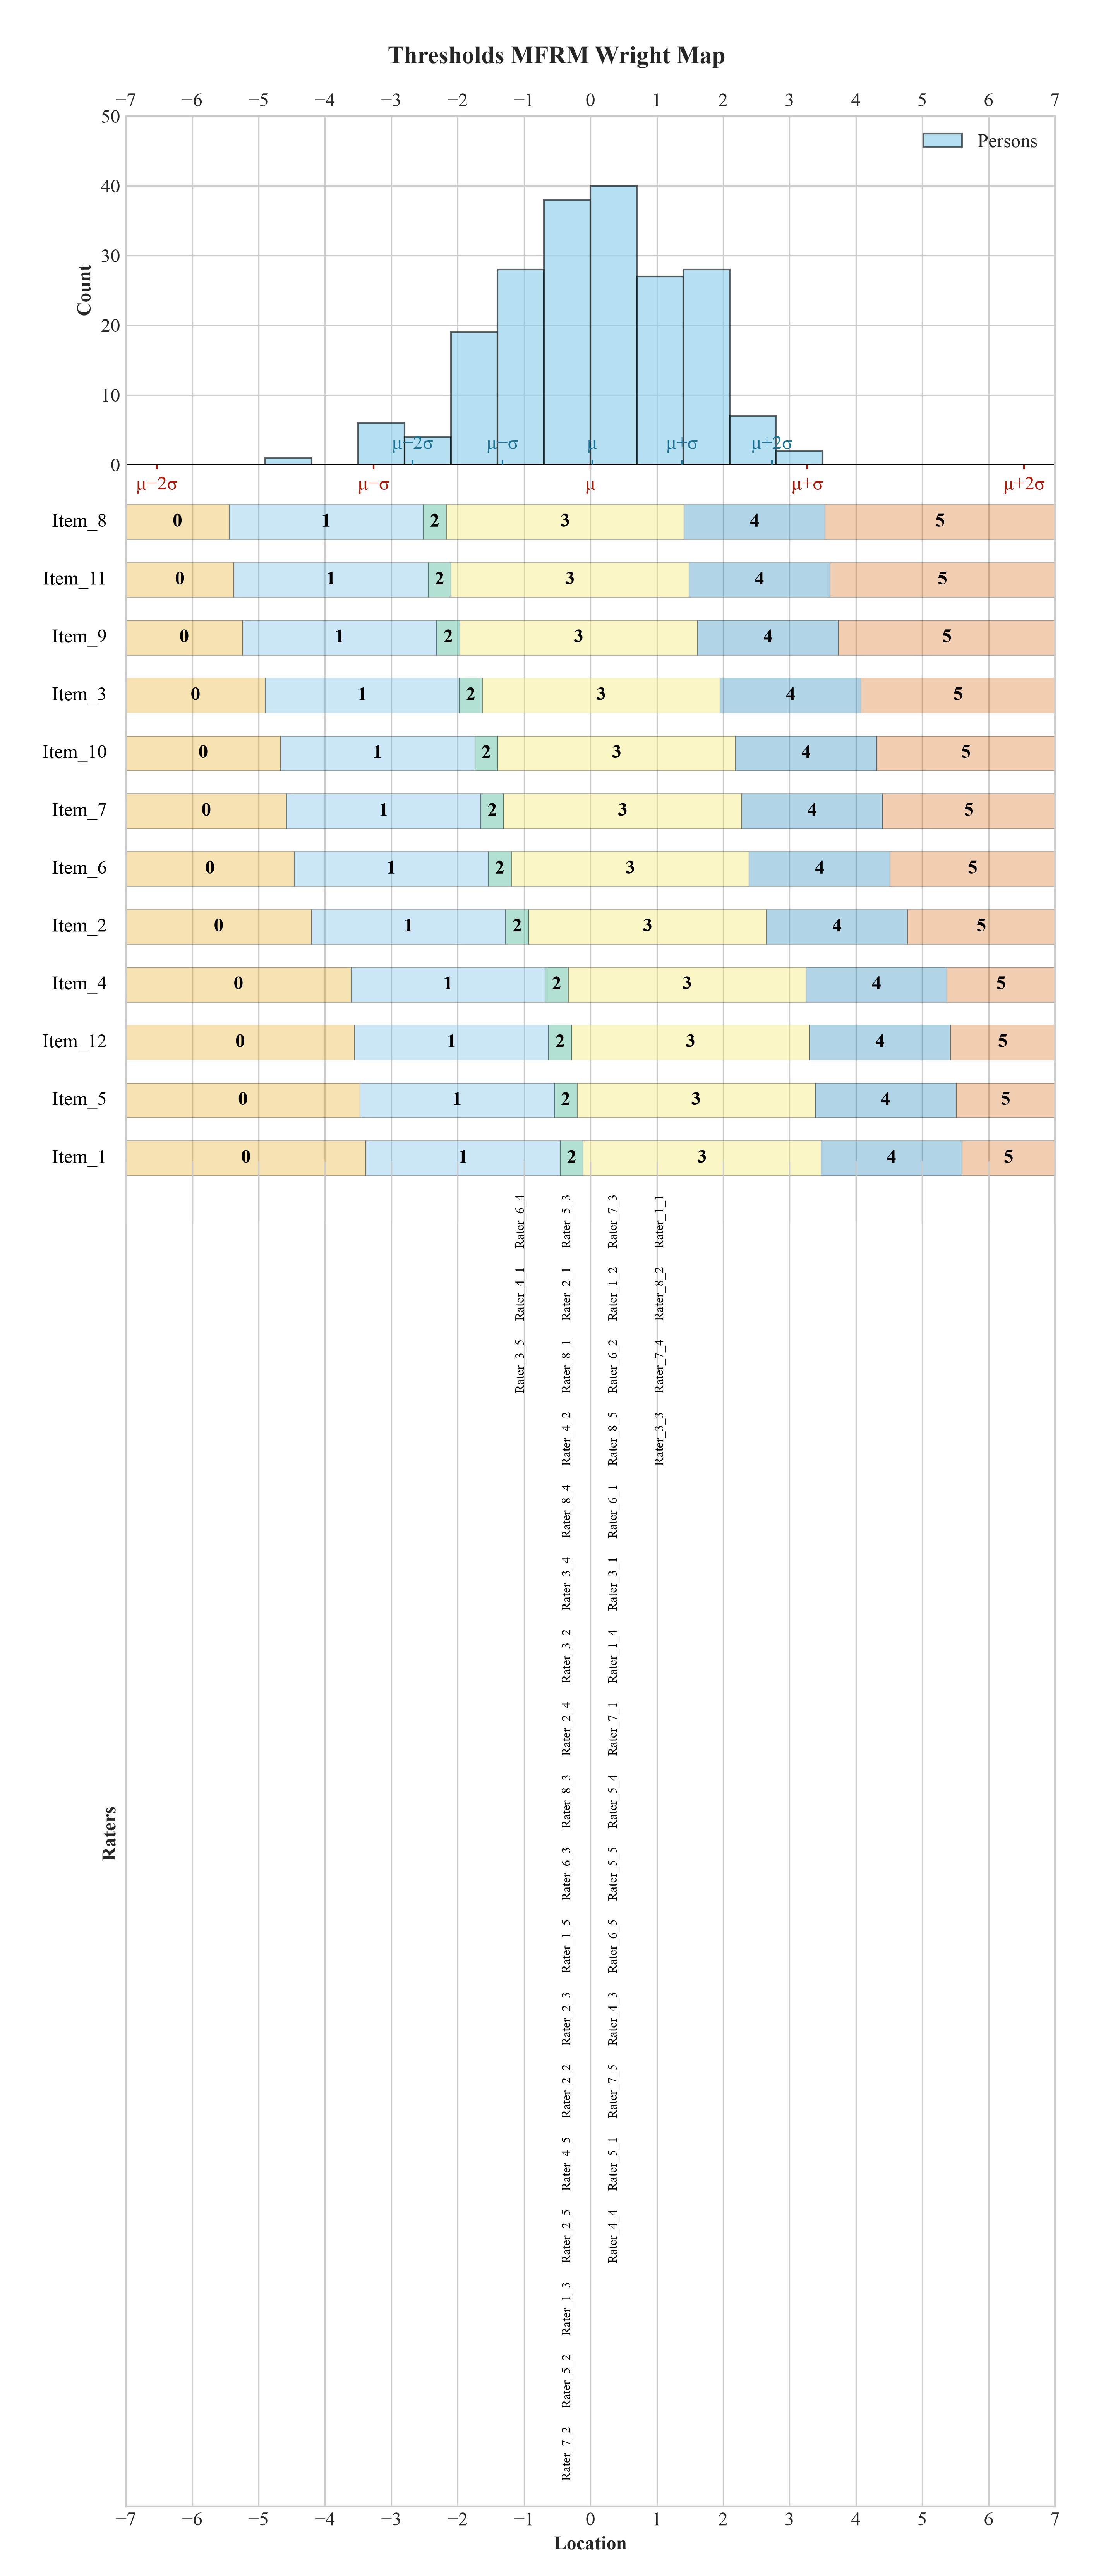 Thresholds MFRM Wright Map
−7 −6 −5 −4 −3 −2 −1 0 1 2 3 4 5 6 7
Persons
50
40
30
20
10
0
Count
μ−2σ μ−σ μ μ+σ μ+2σ
μ−2σ μ−σ μ μ+σ μ+2σ
Item_8 0 1 2 3 4 5
Item_11 0 1 2 3 4 5
Item_9 0 1 2 3 4 5
Item_3 0 1 2 3 4 5
Item_10 0 1 2 3 4 5
Item_7 0 1 2 3 4 5
Item_6 0 1 2 3 4 5
Item_2 0 1 2 3 4 5
Item_4 0 1 2 3 4 5
Item_12 0 1 2 3 4 5
Item_5 0 1 2 3 4 5
Item_1 0 1 2 3 4 5
Rater_6_4 Rater_5_3 Rater_7_3 Rater_1_1
Rater_4_1 Rater_2_1 Rater_1_2 Rater_8_2
Rater_3_5 Rater_8_1 Rater_6_2 Rater_7_4
Rater_4_2 Rater_8_5 Rater_3_3
Rater_8_4 Rater_6_1
Rater_3_4 Rater_3_1
Rater_3_2 Rater_1_4
Rater_2_4 Rater_7_1
Rater_8_3 Rater_5_4
Raters
Rater_6_3 Rater_5_5
Rater_1_5 Rater_6_5
Rater_2_3 Rater_4_3
Rater_2_2 Rater_7_5
Rater_4_5 Rater_5_1
Rater_2_5 Rater_4_4
Rater_1_3
Rater_5_2
Rater_7_2
−7 −6 −5 −4 −3 −2 −1 0 1 2 3 4 5 6 7
Location